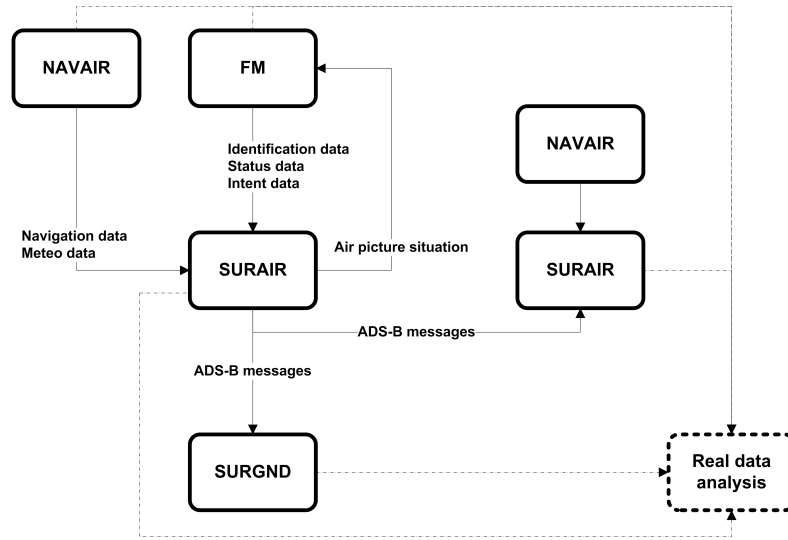 NAVAIR
FM
NAVAIR
Identification data
Status data
Intent data
Navigation data
Meteo data
SURAIR
Air picture situation
SURAIR
ADS-B messages
ADS-B messages
SURGND
Real data
analysis